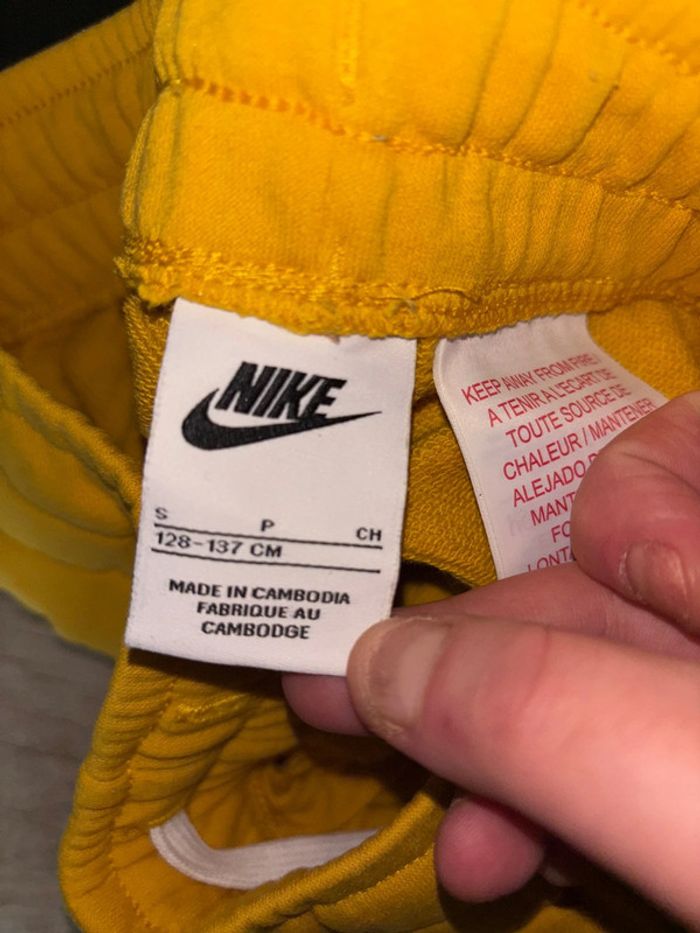 NIKE
S P CH
128-137 CM
MADE IN CAMBODIA
FABRIQUE AU
CAMBODGE
KEEP AWAY FROM FIRE /
A TENIR A L'ECART DE
TOUTE SOURCE DE
CHALEUR / MANTENER
ALEJADO